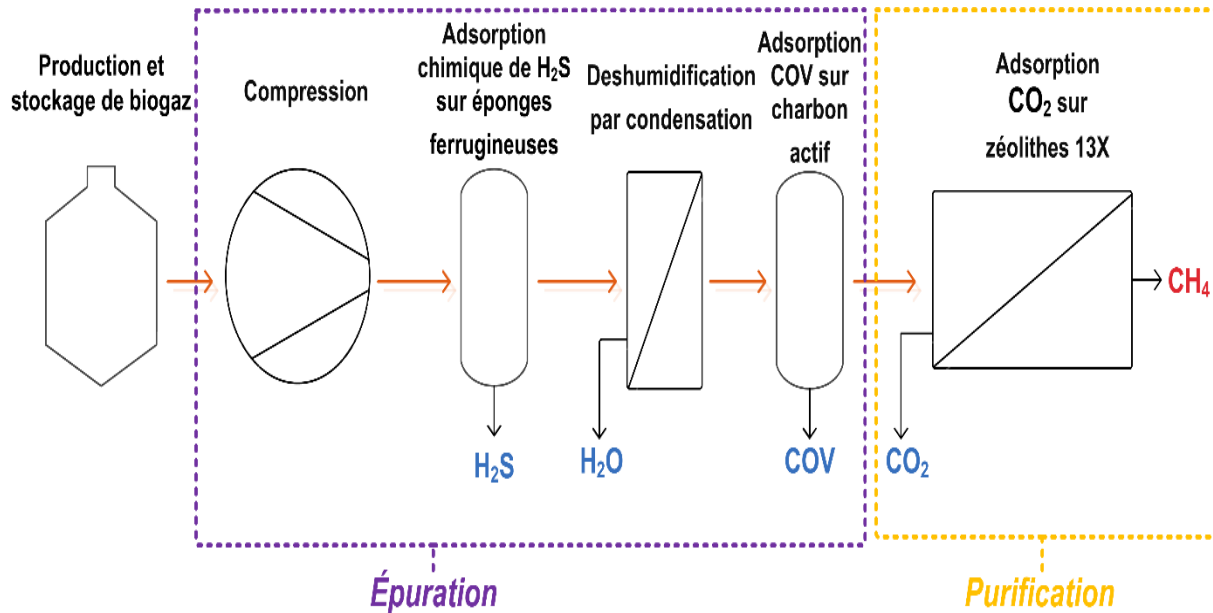 Production et
stockage de biogaz
Compression
Adsorption
chimique de H₂S
sur éponges
ferrugineuses
Deshumidification
par condensation
Adsorption
COV sur
charbon
actif
Adsorption
CO₂ sur
zéolithes 13X
CH₄
H₂S
H₂O
COV
CO₂
Épuration
Purification